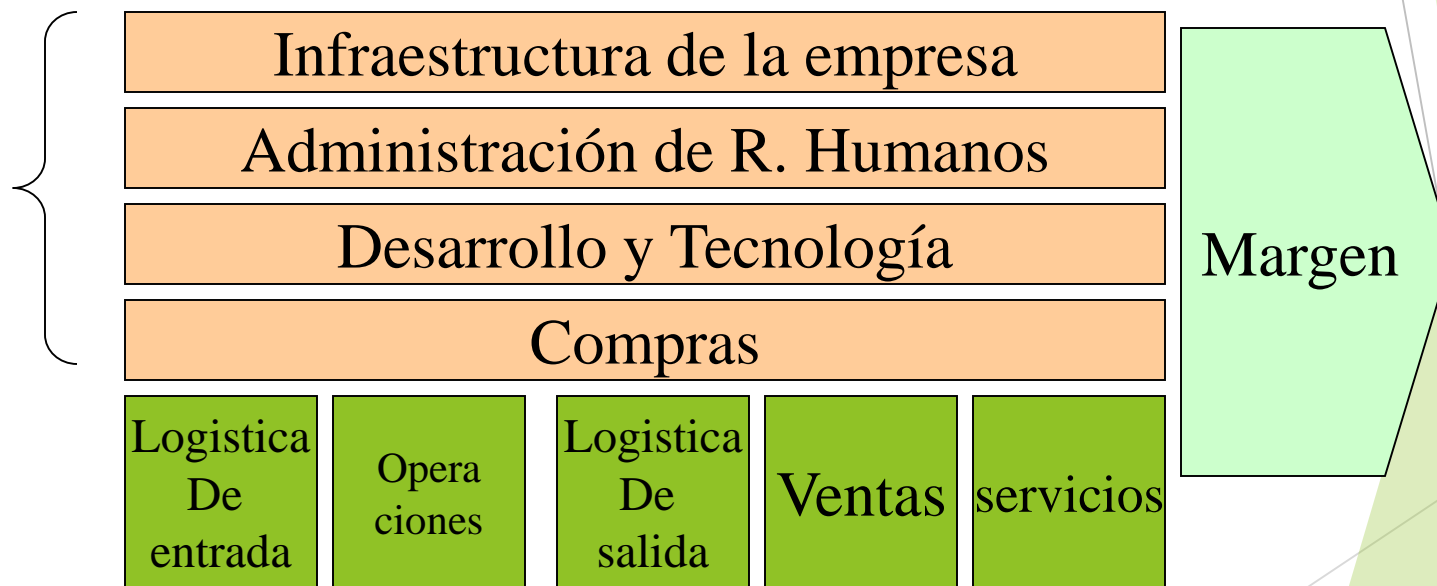 Infraestructura de la empresa
Administración de R. Humanos
Desarrollo y Tecnología
Compras
Margen
Logistica
De
entrada
Opera
ciones
Logistica
De
salida
Ventas
servicios